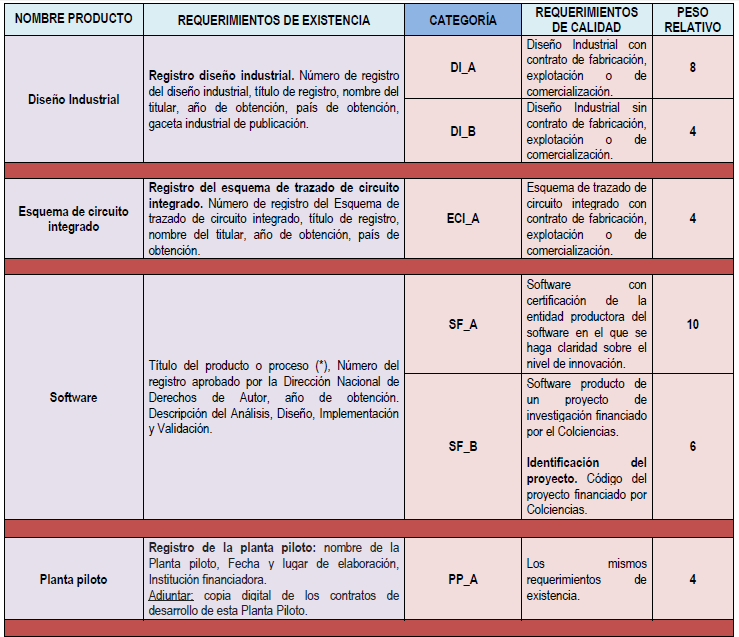 NOMBRE PRODUCTO
REQUERIMIENTOS DE EXISTENCIA
CATEGORÍA
REQUERIMIENTOS
DE CALIDAD
PESO
RELATIVO
Diseño Industrial
Registro diseño industrial. Número de registro
del diseño industrial, título de registro, nombre del
titular, año de obtención, país de obtención,
gaceta industrial de publicación.
DI_A
Diseño Industrial con
contrato de fabricación,
explotación o de
comercialización.
8
DI_B
Diseño Industrial sin
contrato de fabricación,
explotación o de
comercialización.
4
Esquema de circuito
integrado
Registro del esquema de trazado de circuito
integrado. Número de registro del Esquema de
trazado de circuito integrado, título de registro,
nombre del titular, año de obtención, país de
obtención.
ECI_A
Esquema de trazado de
circuito integrado con
contrato de fabricación,
explotación o de
comercialización.
4
Software
Título del producto o proceso (*), Número del
registro aprobado por la Dirección Nacional de
Derechos de Autor, año de obtención.
Descripción del Análisis, Diseño, Implementación
y Validación.
SF_A
Software con
certificación de la
entidad productora del
software en el que se
haga claridad sobre el
nivel de innovación.
10
SF_B
Software producto de
un proyecto de
investigación financiado
por el Colciencias.
Identificación del
proyecto. Código del
proyecto financiado por
Colciencias.
6
Planta piloto
Registro de la planta piloto: nombre de la
Planta piloto, Fecha y lugar de elaboración,
Institución financiadora.
Adjuntar: copia digital de los contratos de
desarrollo de esta Planta Piloto.
PP_A
Los mismos
requerimientos de
existencia.
4